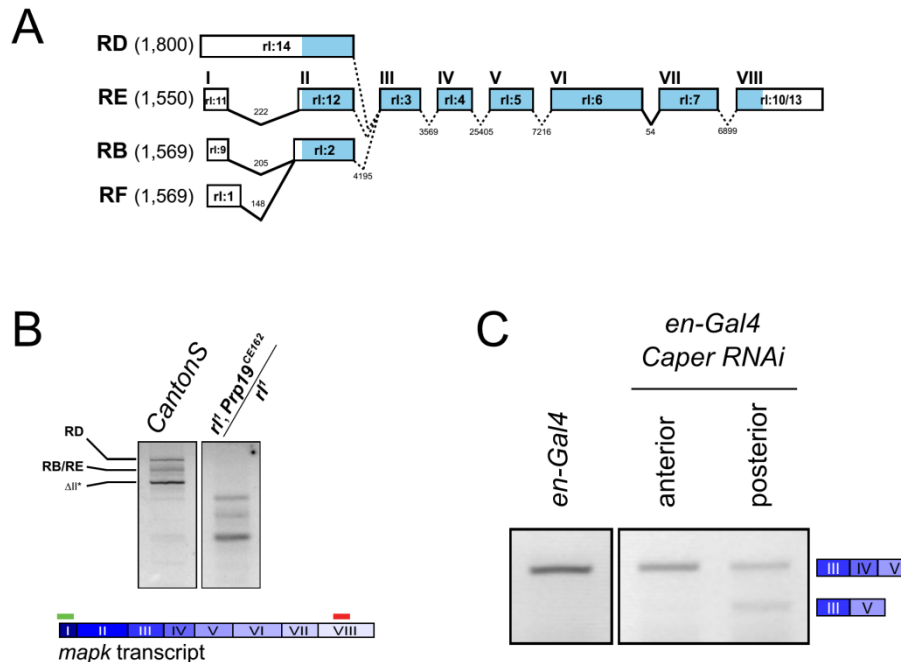 A
RD (1,800)
rl:14
I II III IV V VI VII VIII
RE (1,550)
rl:11 rl:12 rl:3 rl:4 rl:5 rl:6 rl:7 rl:10/13
222 3569 25405 7216 54 6899
RB (1,569)
rl:9 rl:2
205
4195
RF (1,569)
rl:1
148
B
CantonS
rl¹, Prp19^CE162
rl¹
RD
RB/RE
ΔII*
I II III IV V VI VII VIII
mapk transcript
C
en-Gal4
Caper RNAi
en-Gal4
anterior
posterior
III IV V
III V